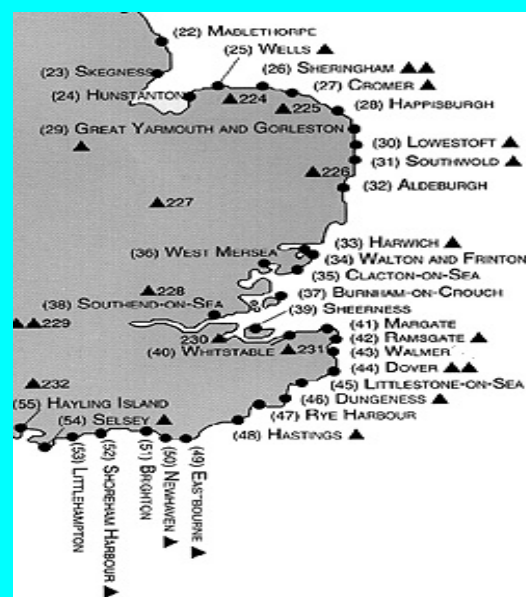 (22) MABLETHORPE
(25) WELLS ▲
(23) SKEGNESS
(26) SHERINGHAM ▲▲
(27) CROMER ▲
(24) HUNSTANTON
▲224
▲225
(28) HAPPISBURGH
(29) GREAT YARMOUTH AND GORLESTON
(30) LOWESTOFT ▲
(31) SOUTHWOLD ▲
▲226
(32) ALDEBURGH
▲227
(33) HARWICH ▲
(36) WEST MERSEA
(34) WALTON AND FRINTON
(35) CLACTON-ON-SEA
▲228
(37) BURNHAM-ON-CROUCH
(38) SOUTHEND-ON-SEA
(39) SHEERNESS
▲▲229
(41) MARGATE
230▲
(42) RAMSGATE ▲
(40) WHITSTABLE
▲231
(43) WALMER
(44) DOVER ▲▲
▲232
(45) LITTLESTONE-ON-SEA
(46) DUNGENESS ▲
(55) HAYLING ISLAND
(47) RYE HARBOUR
(54) SELSEY ▲
(48) HASTINGS ▲
(53) LITTLEHAMPTON
(52) SHOREHAM HARBOUR ▲
(51) BRIGHTON
(50) NEWHAVEN ▲
(49) EASTBOURNE ▲